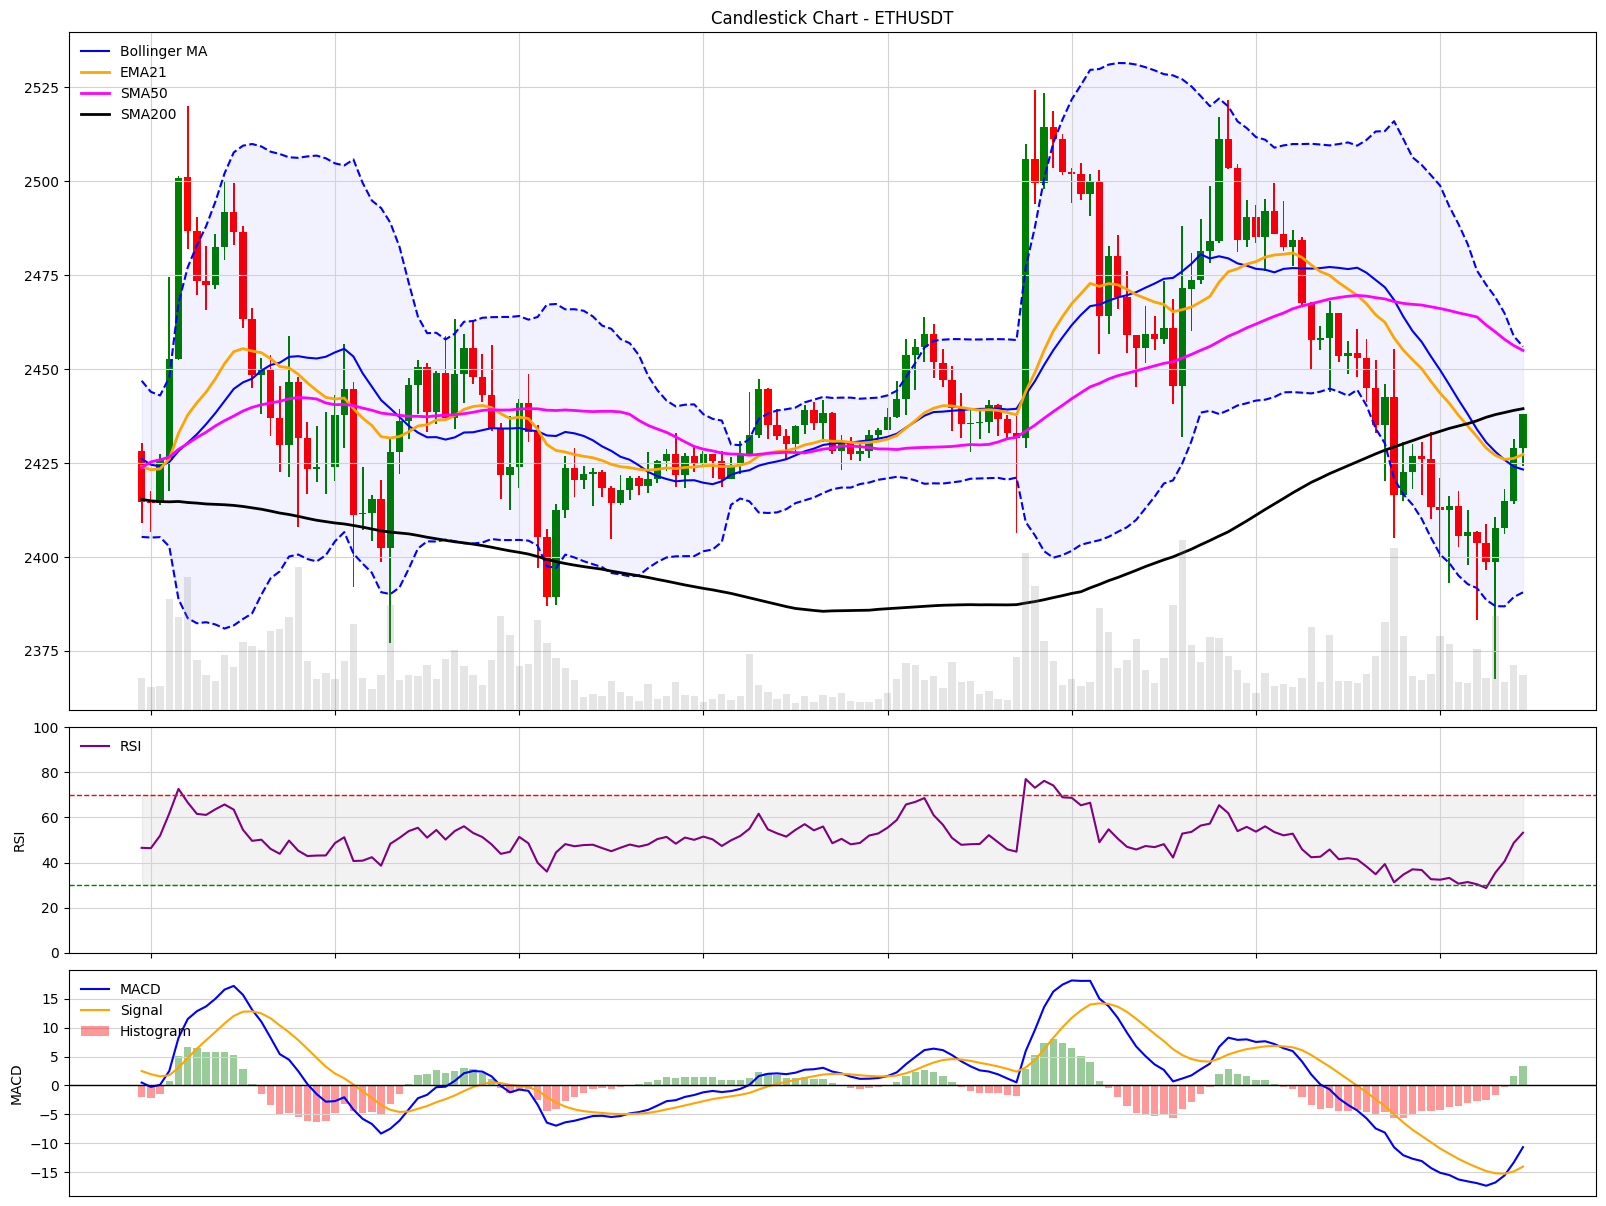 Candlestick Chart - ETHUSDT
Bollinger MA
EMA21
SMA50
SMA200
2525
2500
2475
2450
2425
2400
2375
RSI
100
80
60
40
20
0
RSI
MACD
Signal
Histogram
15
10
5
0
−5
−10
−15
MACD